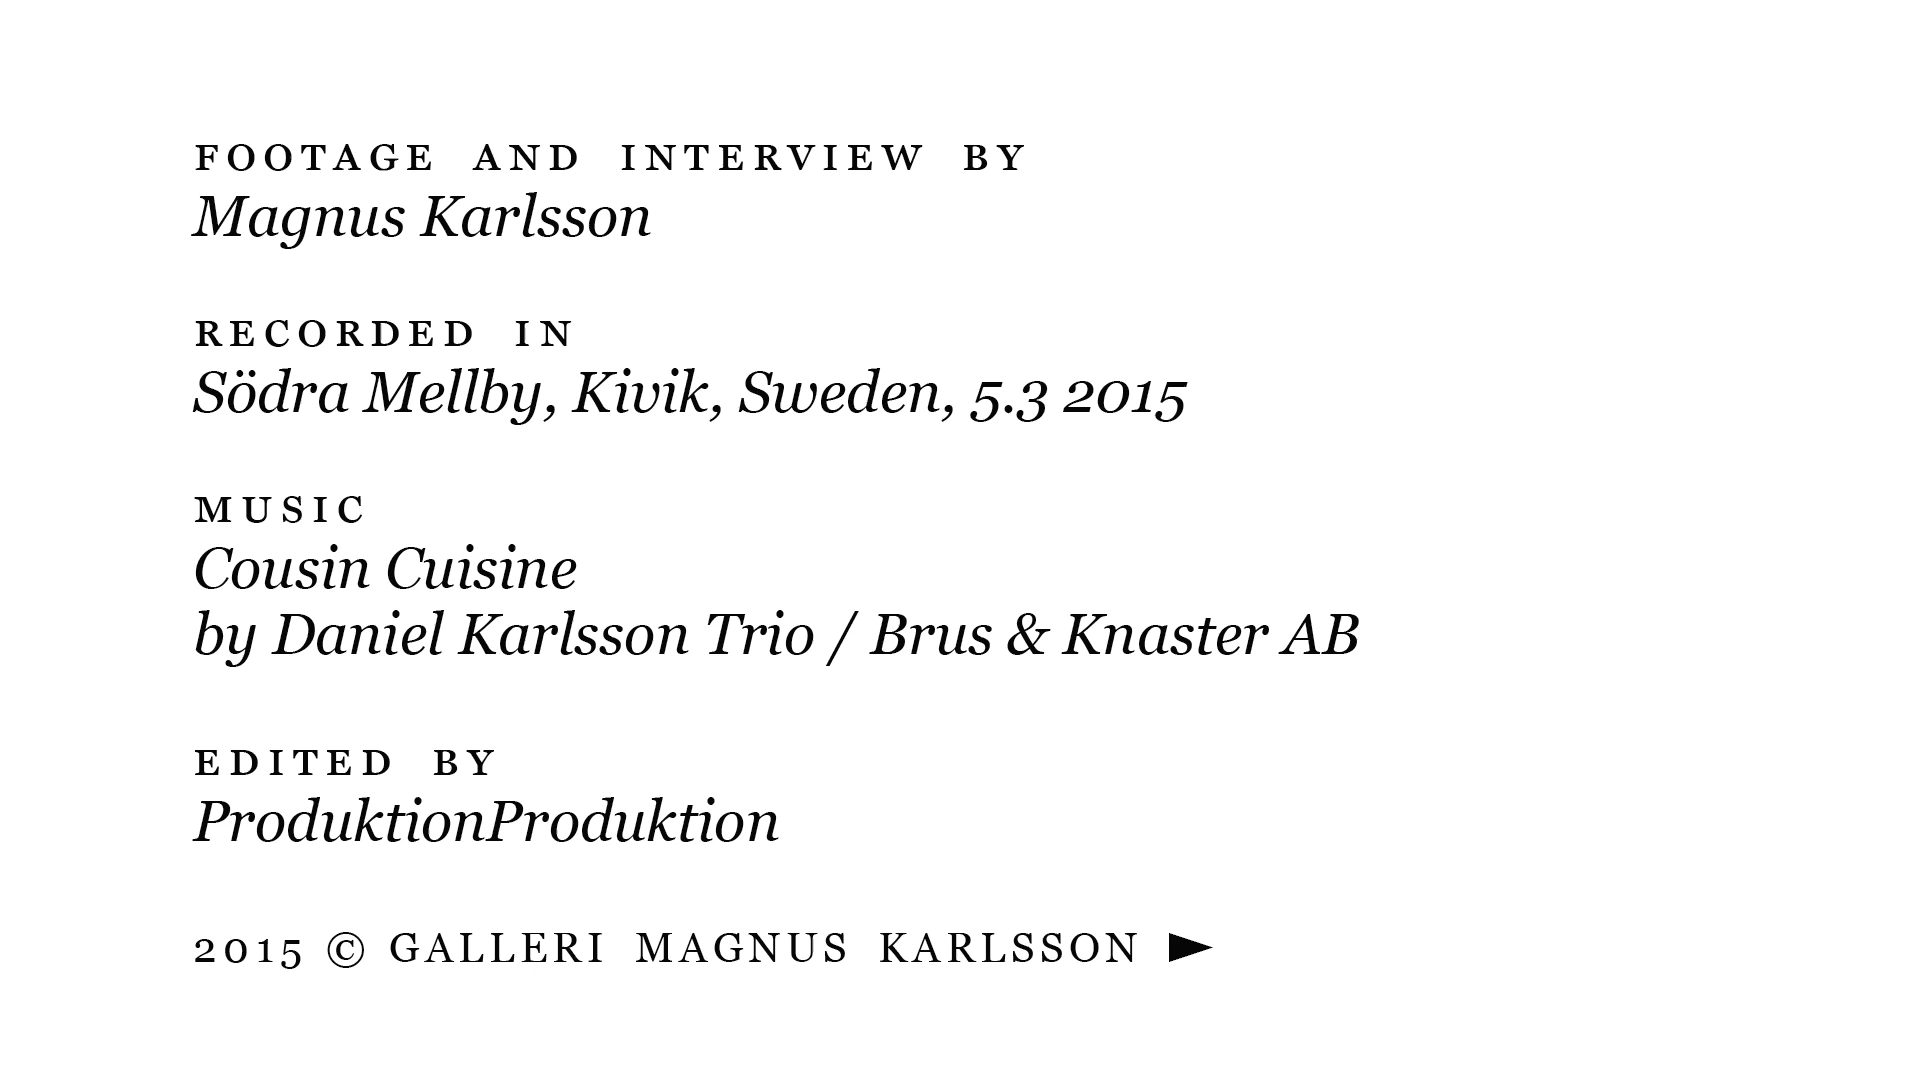 FOOTAGE AND INTERVIEW BY
Magnus Karlsson
RECORDED IN
Södra Mellby, Kivik, Sweden, 5.3 2015
MUSIC
Cousin Cuisine
by Daniel Karlsson Trio / Brus & Knaster AB
EDITED BY
ProduktionProduktion
2015 © GALLERI MAGNUS KARLSSON ►